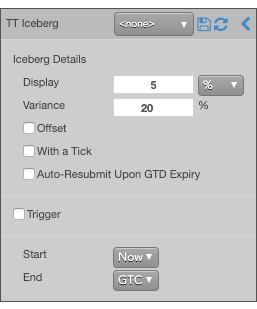 TT Iceberg <none>
Iceberg Details
Display 5 %
Variance 20 %
Offset
With a Tick
Auto-Resubmit Upon GTD Expiry
Trigger
Start Now
End GTC